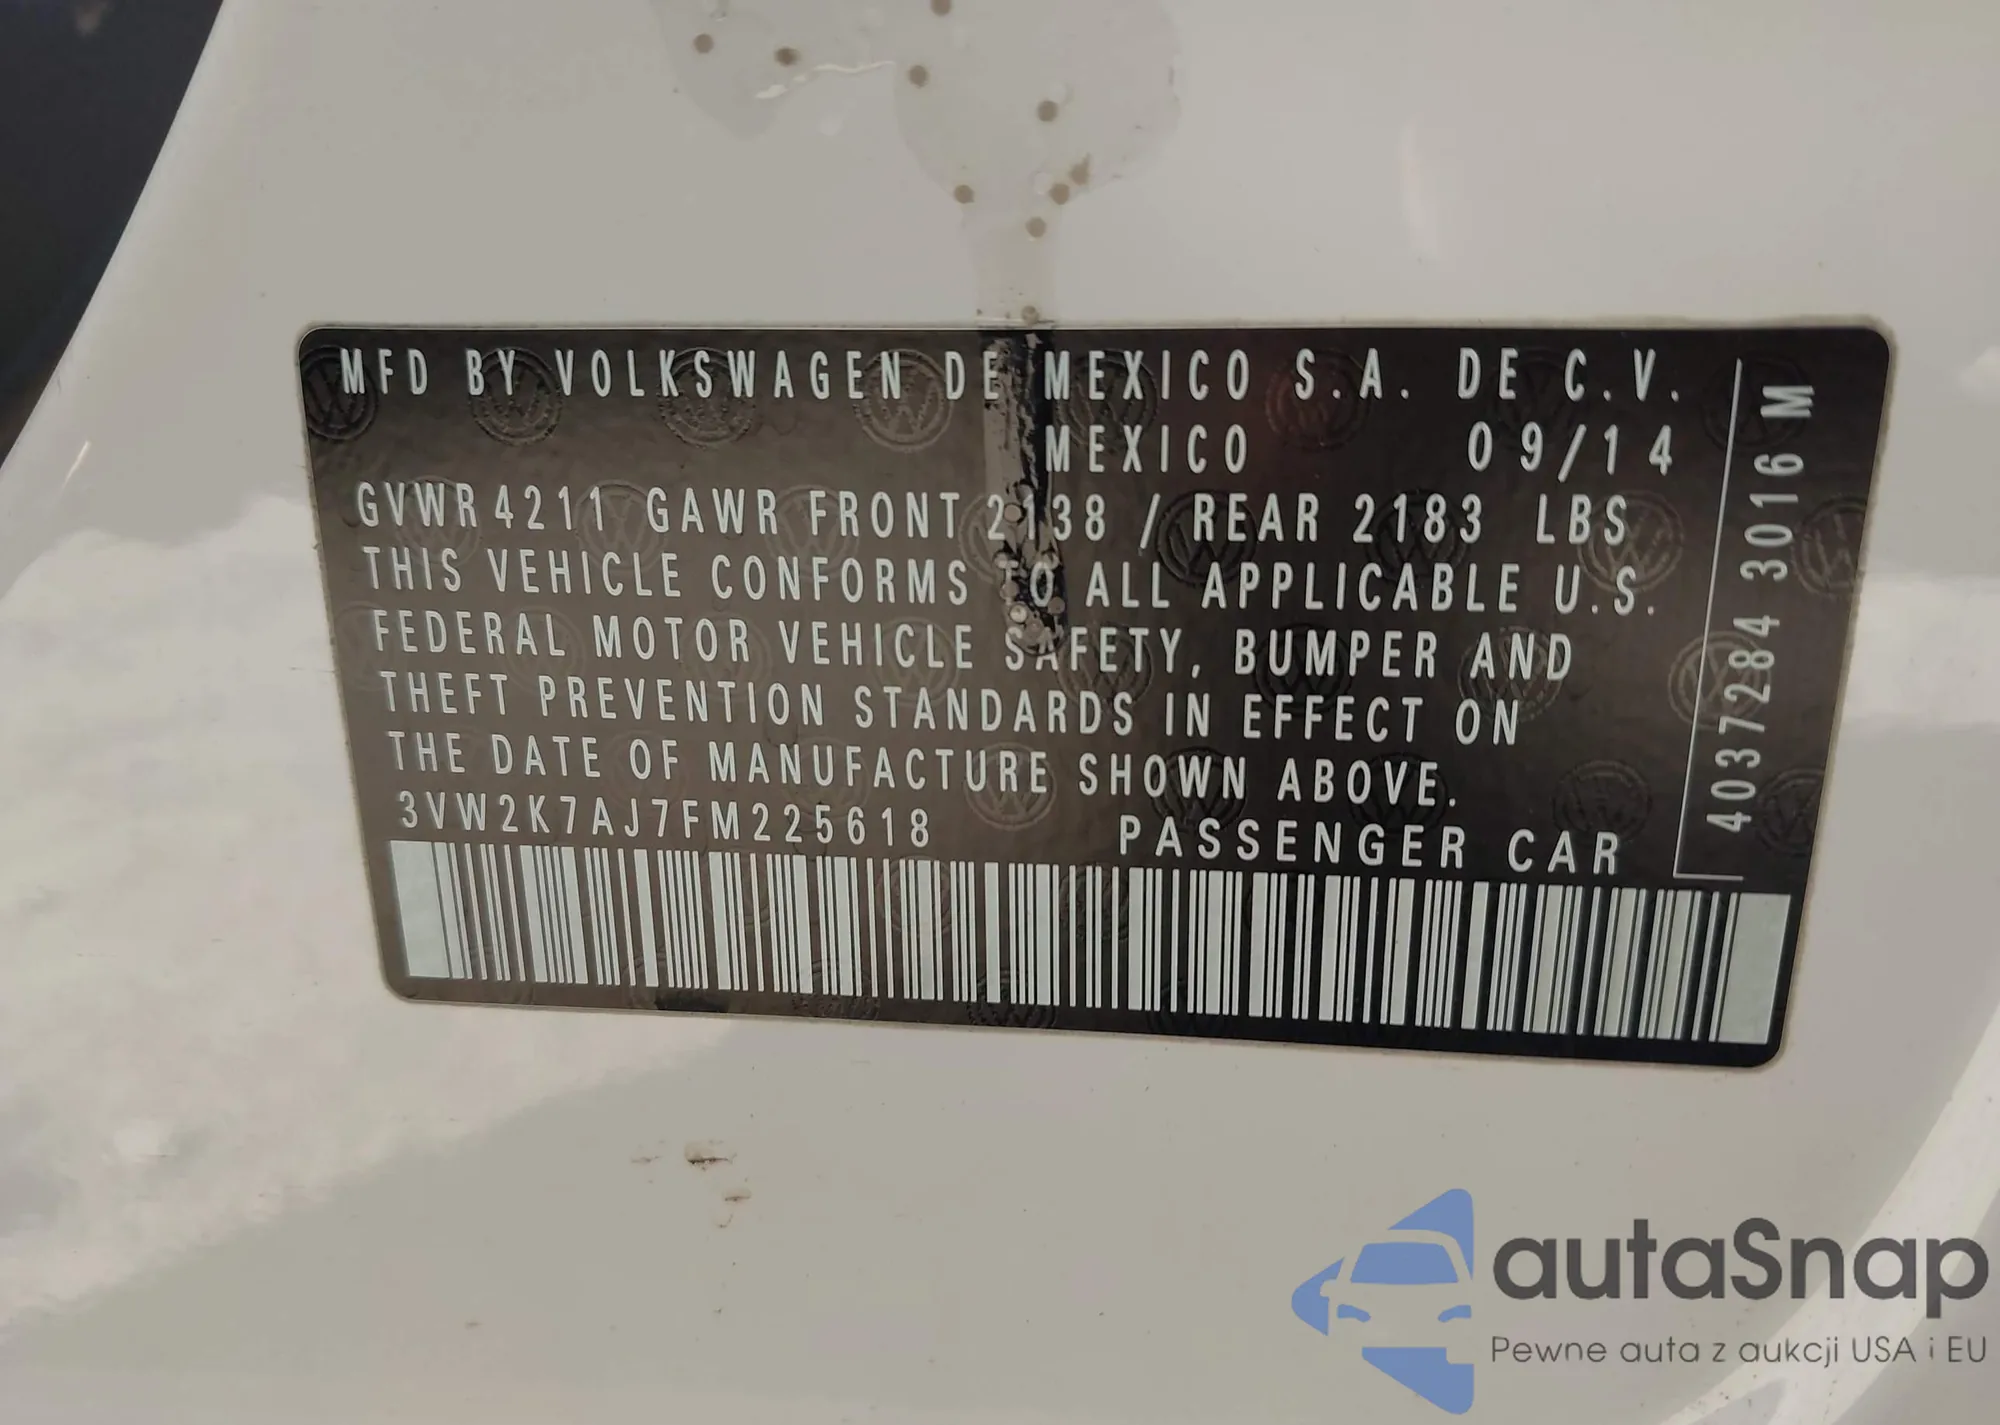 MFD BY VOLKSWAGEN DE MEXICO S.A. DE C.V.
MEXICO 09/14
GVWR 4211 GAWR FRONT 2138 / REAR 2183 LBS
THIS VEHICLE CONFORMS TO ALL APPLICABLE U.S.
FEDERAL MOTOR VEHICLE SAFETY, BUMPER AND
THEFT PREVENTION STANDARDS IN EFFECT ON
THE DATE OF MANUFACTURE SHOWN ABOVE.
3VW2K7AJ7FM225618 PASSENGER CAR
4037284 3016 M
autaSnap
Pewne auta z aukcji USA i EU